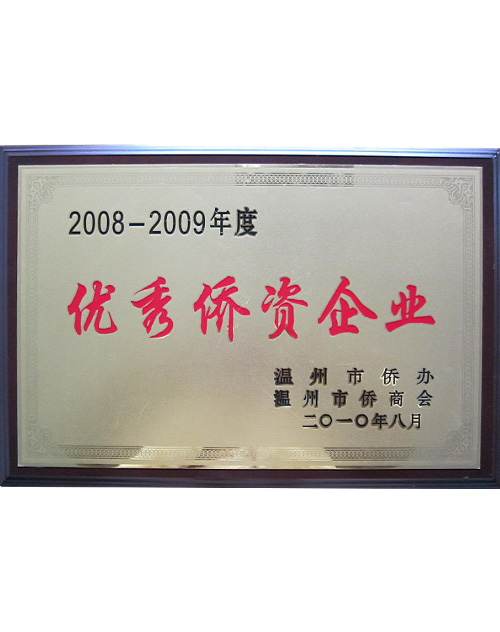 2008-2009年度
优秀侨资企业
温州市侨办
温州市侨商会
二〇一〇年八月